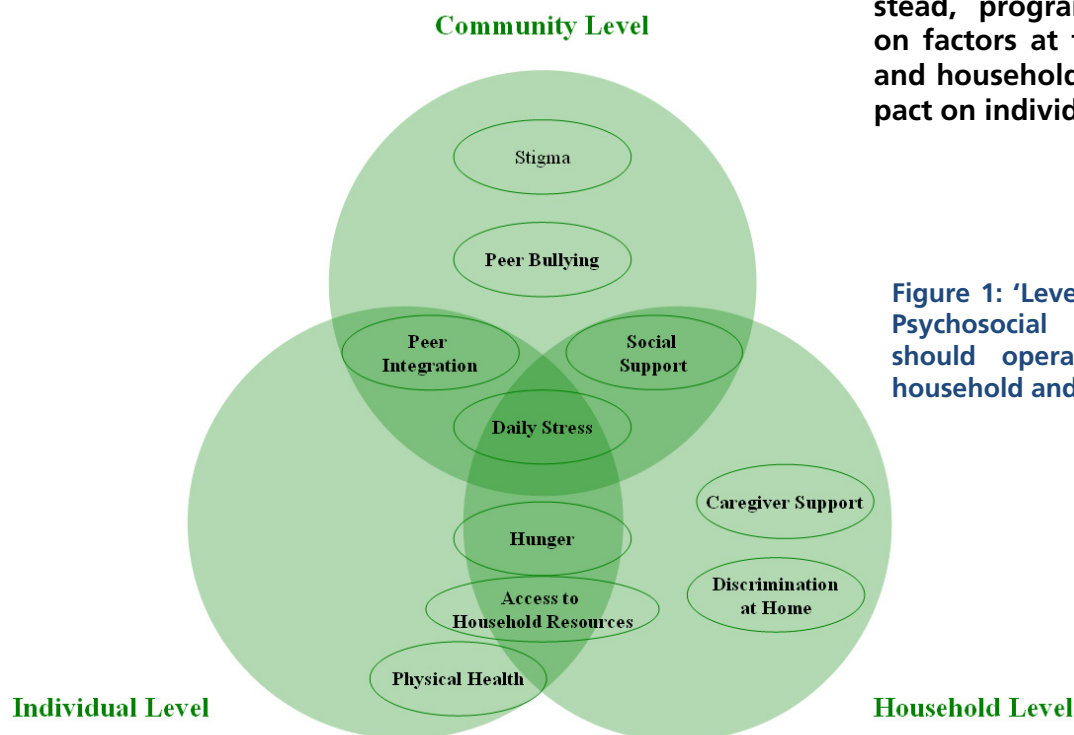 stead, progra
on factors at
and household
pact on individ
Community Level
Stigma
Peer Bullying
Figure 1: ‘Leve
Psychosocial
should opera
household and
Peer
Integration
Social
Support
Daily Stress
Caregiver Support
Hunger
Discrimination
at Home
Access to
Household Resources
Physical Health
Individual Level
Household Level